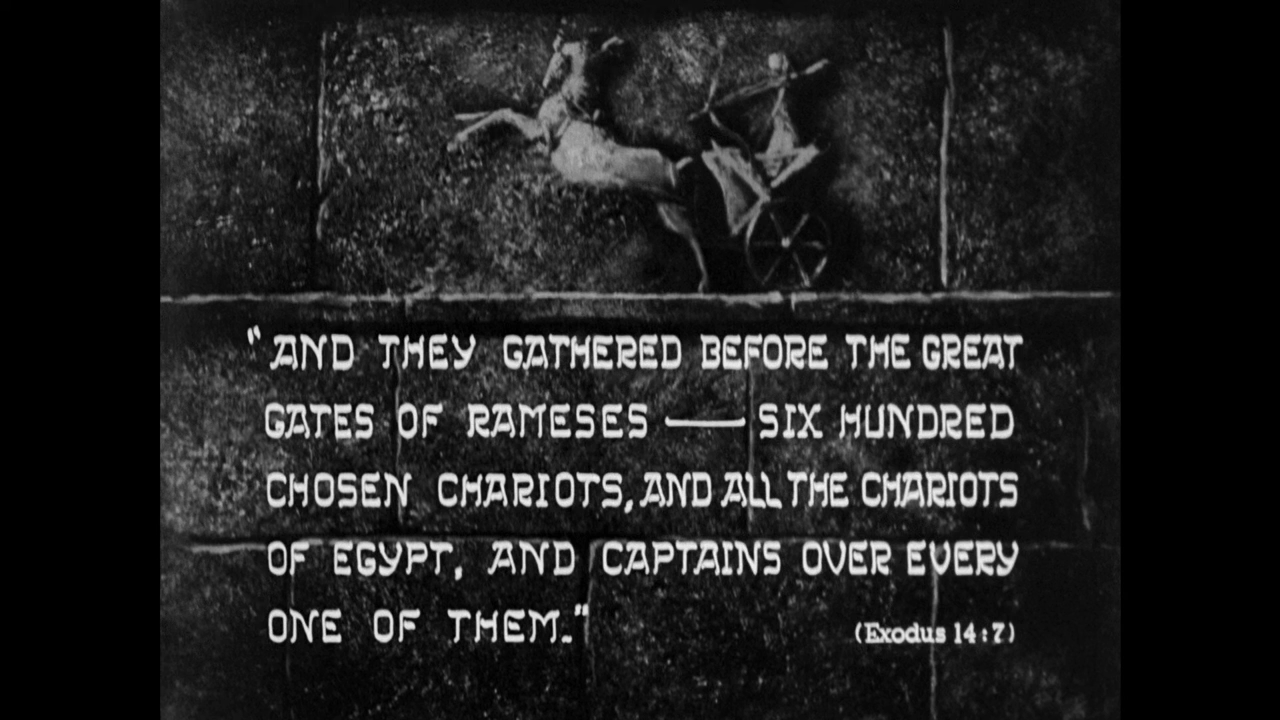 "AND THEY GATHERED BEFORE THE GREAT
GATES OF RAMESES — SIX HUNDRED
CHOSEN CHARIOTS, AND ALL THE CHARIOTS
OF EGYPT, AND CAPTAINS OVER EVERY
ONE OF THEM."
(Exodus 14:7)